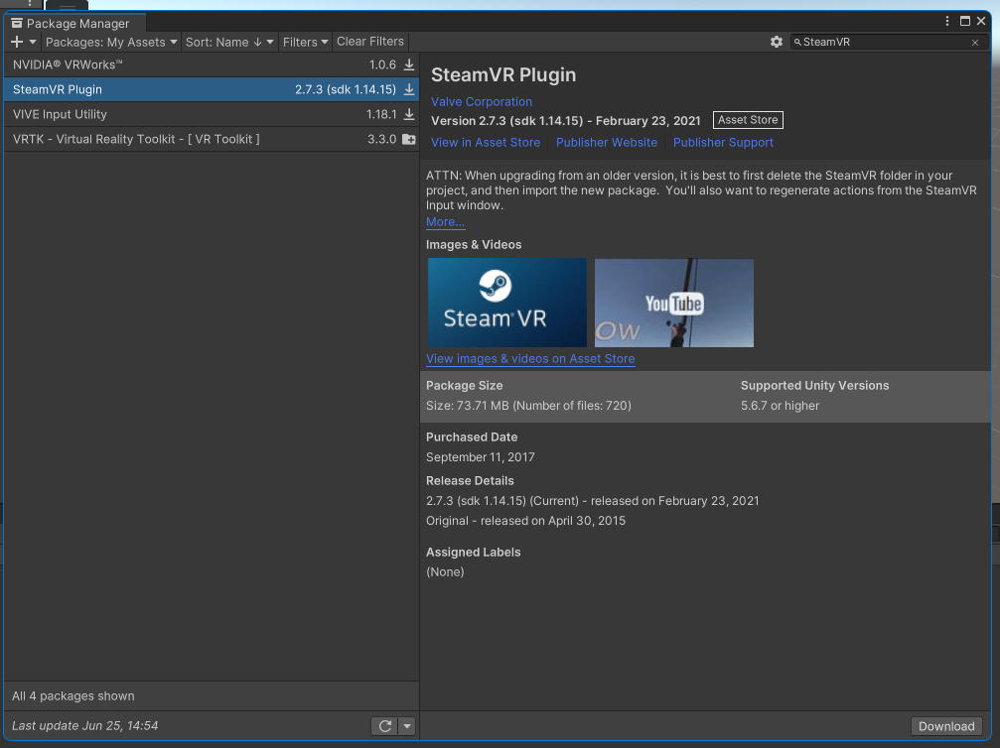 Package Manager
Packages: My Assets Sort: Name ↓ Filters Clear Filters SteamVR
NVIDIA® VRWorks™ 1.0.6
SteamVR Plugin 2.7.3 (sdk 1.14.15)
VIVE Input Utility 1.18.1
VRTK - Virtual Reality Toolkit - [ VR Toolkit ] 3.3.0
All 4 packages shown
Last update Jun 25, 14:54
SteamVR Plugin
Valve Corporation
Version 2.7.3 (sdk 1.14.15) - February 23, 2021 Asset Store
View in Asset Store Publisher Website Publisher Support
ATTN: When upgrading from an older version, it is best to first delete the SteamVR folder in your
project, and then import the new package. You'll also want to regenerate actions from the SteamVR
Input window.
More...
Images & Videos
Steam®VR
YouTube
Ow
View images & videos on Asset Store
Package Size Supported Unity Versions
Size: 73.71 MB (Number of files: 720) 5.6.7 or higher
Purchased Date
September 11, 2017
Release Details
2.7.3 (sdk 1.14.15) (Current) - released on February 23, 2021
Original - released on April 30, 2015
Assigned Labels
(None)
Download